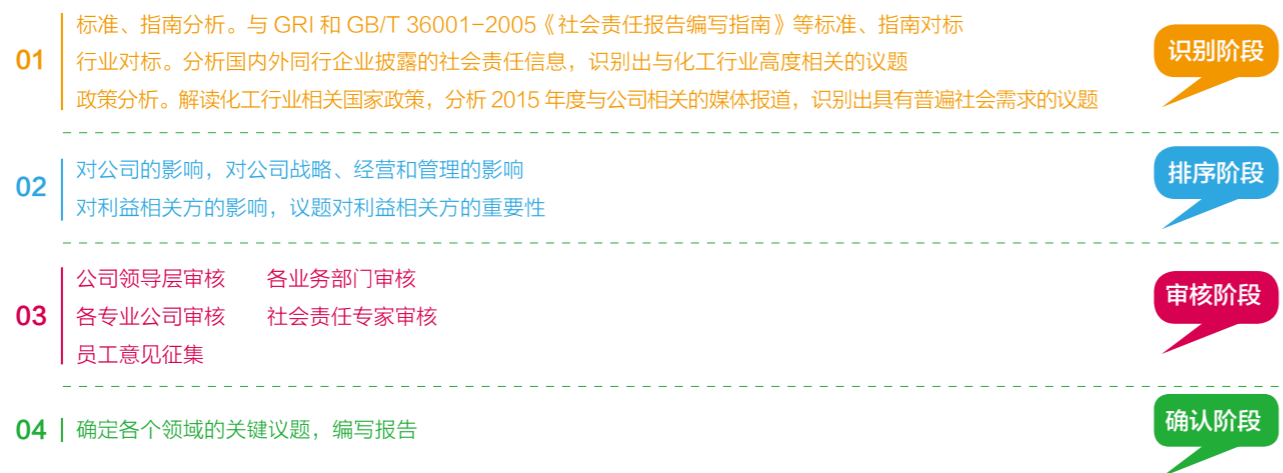 01
标准、指南分析。与 GRI 和 GB/T 36001-2005《社会责任报告编写指南》等标准、指南对标
行业对标。分析国内外同行企业披露的社会责任信息，识别出与化工行业高度相关的议题
政策分析。解读化工行业相关国家政策，分析 2015 年度与公司相关的媒体报道，识别出具有普遍社会需求的议题
识别阶段
02
对公司的影响，对公司战略、经营和管理的影响
对利益相关方的影响，议题对利益相关方的重要性
排序阶段
03
公司领导层审核 各业务部门审核
各专业公司审核 社会责任专家审核
员工意见征集
审核阶段
04
确定各个领域的关键议题，编写报告
确认阶段